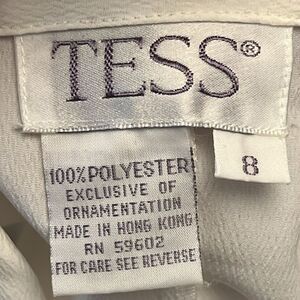 TESS®
8
100% POLYESTER
EXCLUSIVE OF
ORNAMENTATION
MADE IN HONG KONG
RN 59602
FOR CARE SEE REVERSE